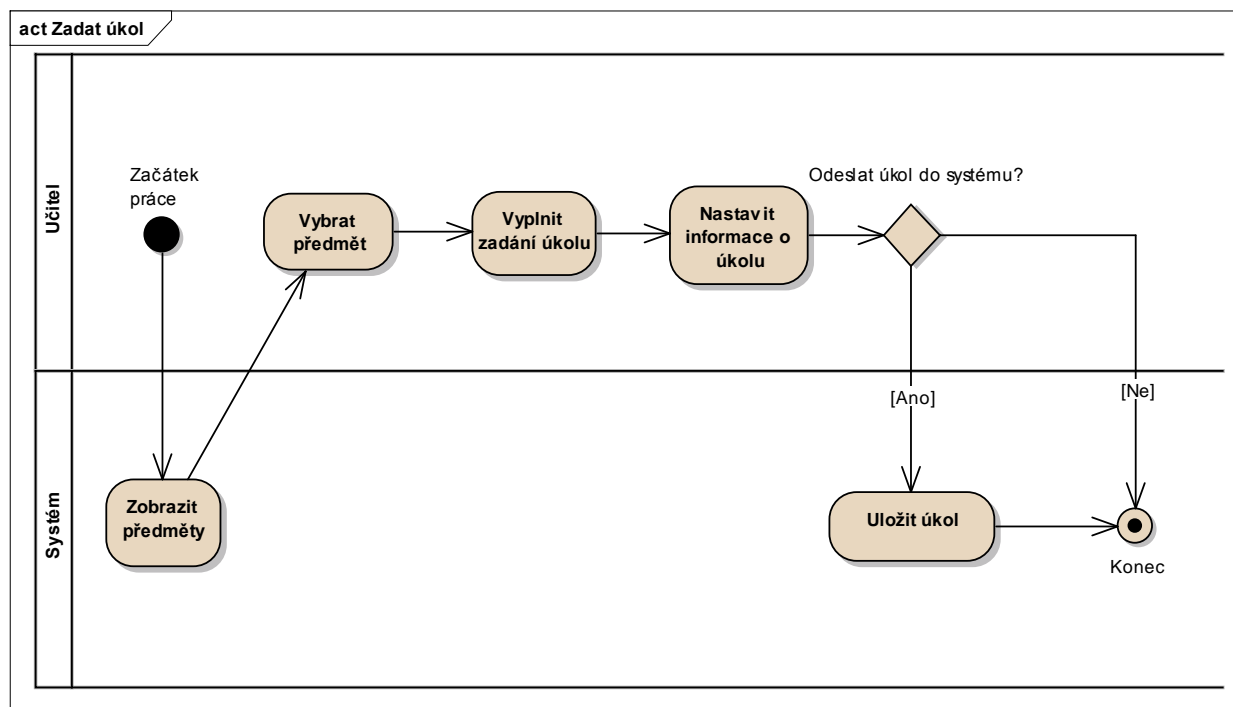 act Zadat úkol
Učitel
Začátek
práce
Vybrat
předmět
Vyplnit
zadání úkolu
Nastavit
informace o
úkolu
Odeslat úkol do systému?
[Ano]
[Ne]
Systém
Zobrazit
předměty
Uložit úkol
Konec